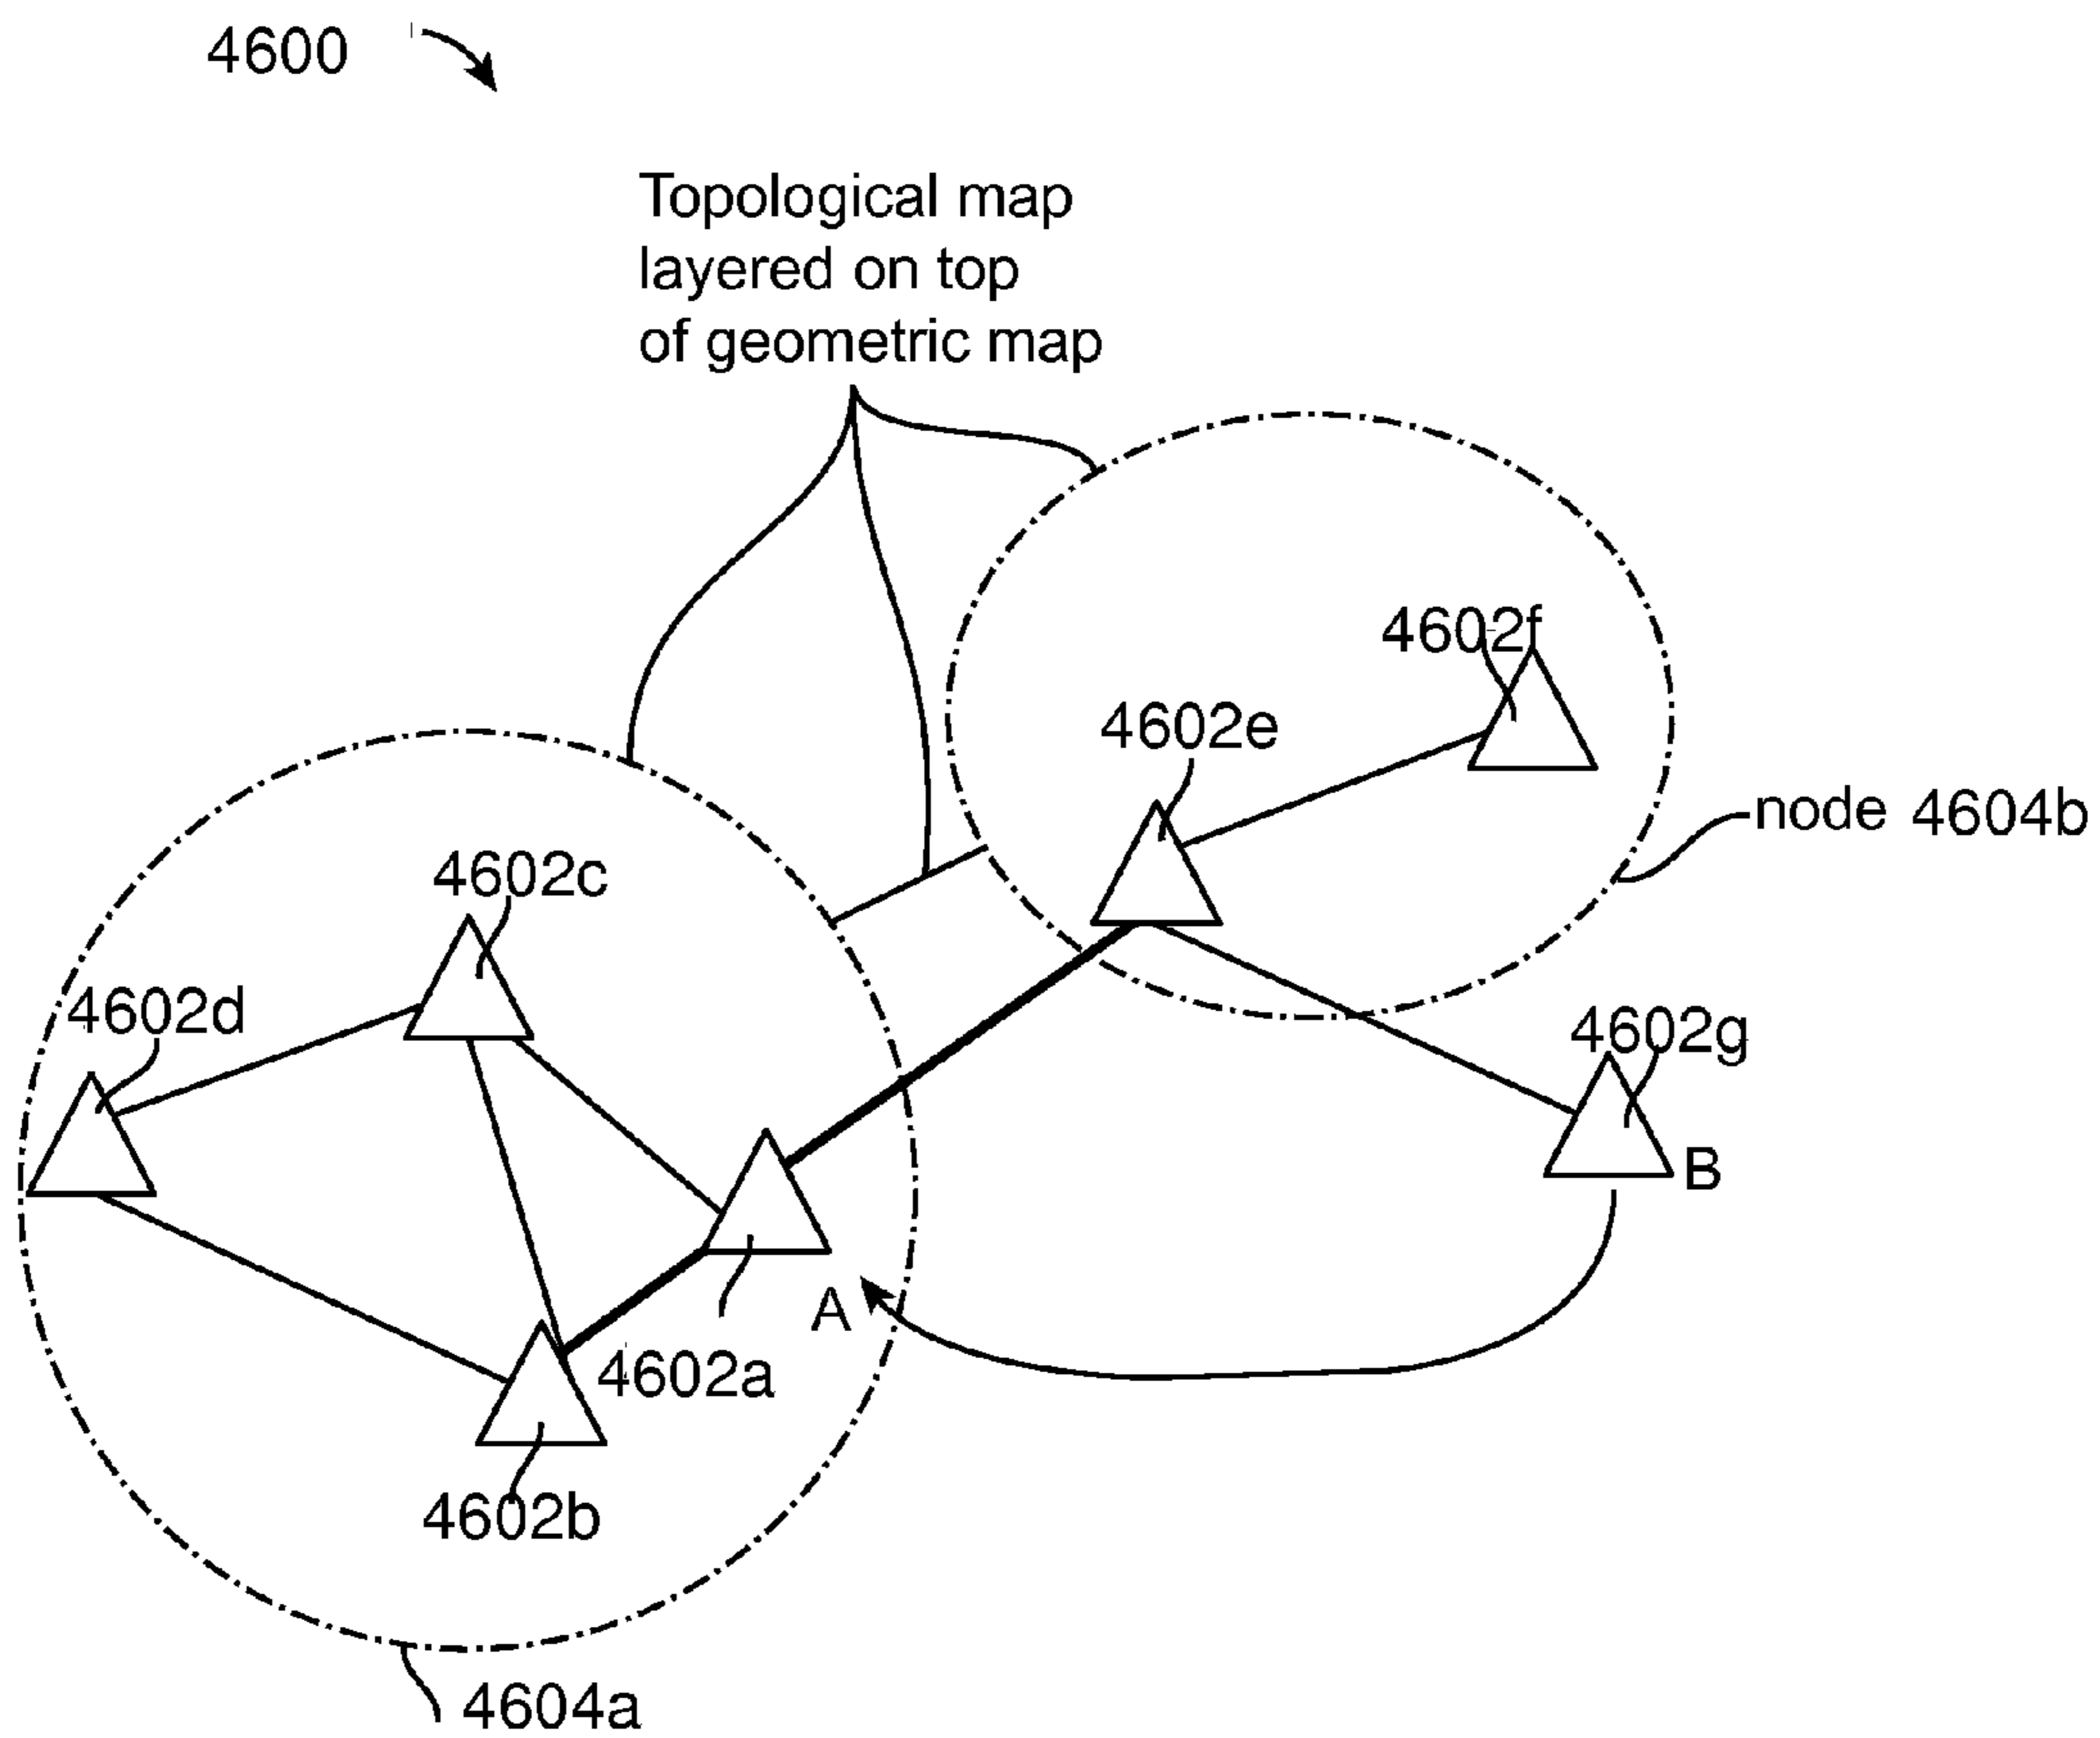 4600
Topological map
layered on top
of geometric map
4602f
4602e
node 4604b
4602c
4602d
4602g
B
A
4602a
4602b
4604a